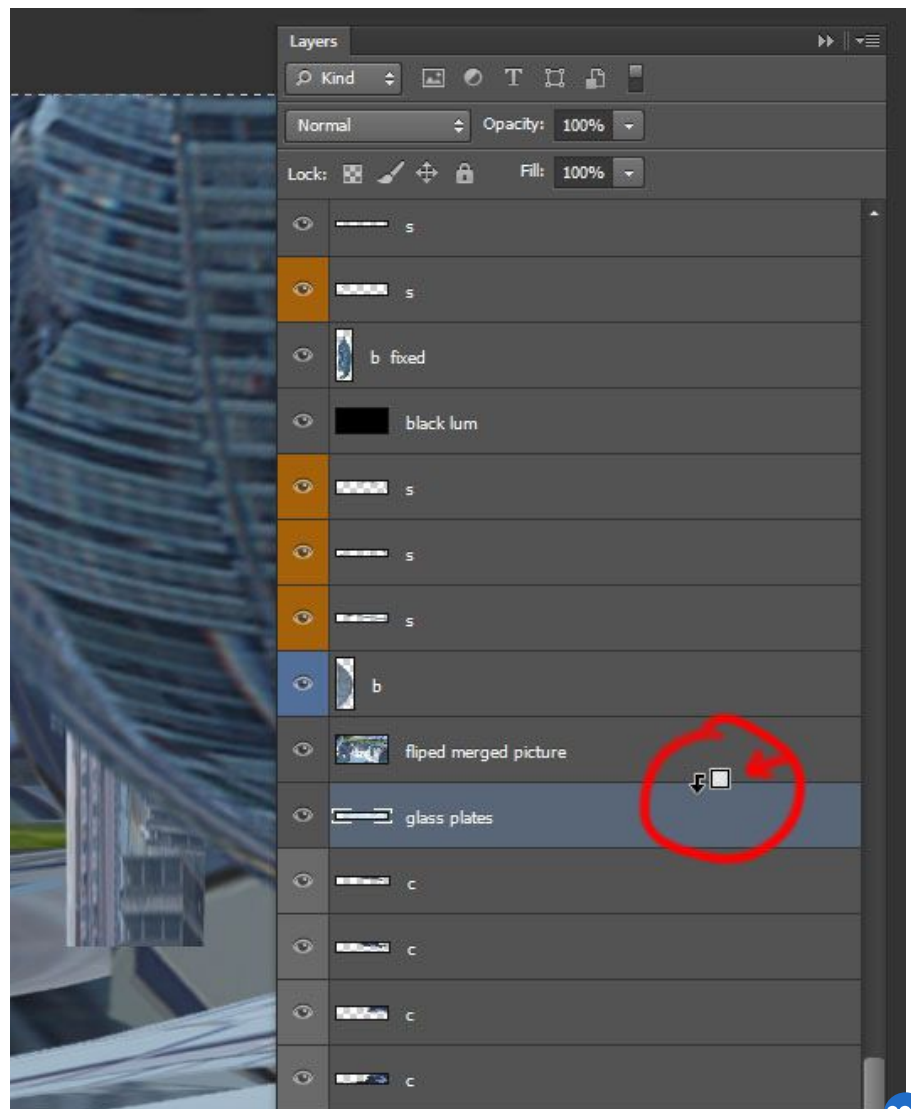 Layers
Kind
Normal Opacity: 100%
Lock: Fill: 100%
s
s
b fixed
black lum
s
s
s
b
fliped merged picture
glass plates
c
c
c
c